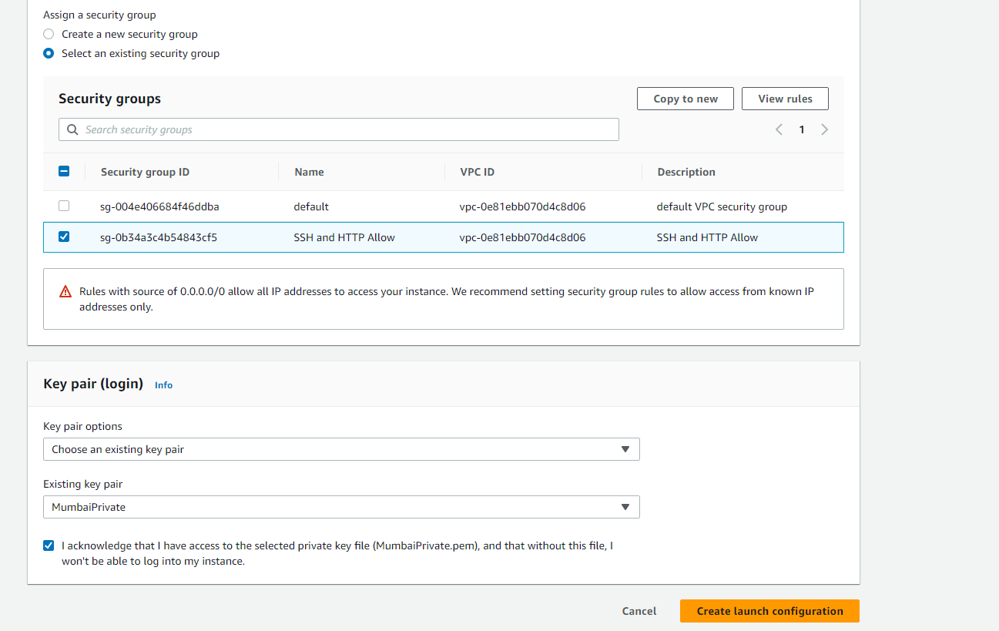 Assign a security group
Create a new security group
Select an existing security group
Security groups
Copy to new
View rules
Search security groups
1
Security group ID Name VPC ID Description
sg-004e406684f46ddba default vpc-0e81ebb070d4c8d06 default VPC security group
sg-0b34a3c4b54843cf5 SSH and HTTP Allow vpc-0e81ebb070d4c8d06 SSH and HTTP Allow
Rules with source of 0.0.0.0/0 allow all IP addresses to access your instance. We recommend setting security group rules to allow access from known IP
addresses only.
Key pair (login) Info
Key pair options
Choose an existing key pair
Existing key pair
MumbaiPrivate
I acknowledge that I have access to the selected private key file (MumbaiPrivate.pem), and that without this file, I
won't be able to log into my instance.
Cancel
Create launch configuration